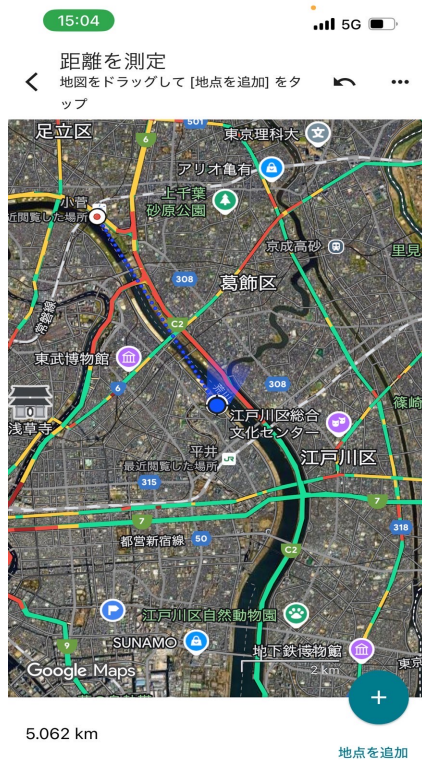 15:04
5G
距離を測定
地図をドラッグして [地点を追加] をタ
ップ
足立区
501
東京理科大
6
アリオ亀有
上千葉
砂原公園
小菅
近閲覧した場所
京成高砂
里見
308
葛飾区
常磐線
C2
東武博物館
6
308
篠崎
浅草寺
江戸川区総合
文化センター
平井
JR
最近閲覧した場所
江戸川区
315
7
7
318
都営新宿線
50
C2
P
江戸川区自然動物園
SUNAMO
9
地下鉄博物館
Google Maps
2 km
東京
5.062 km
地点を追加